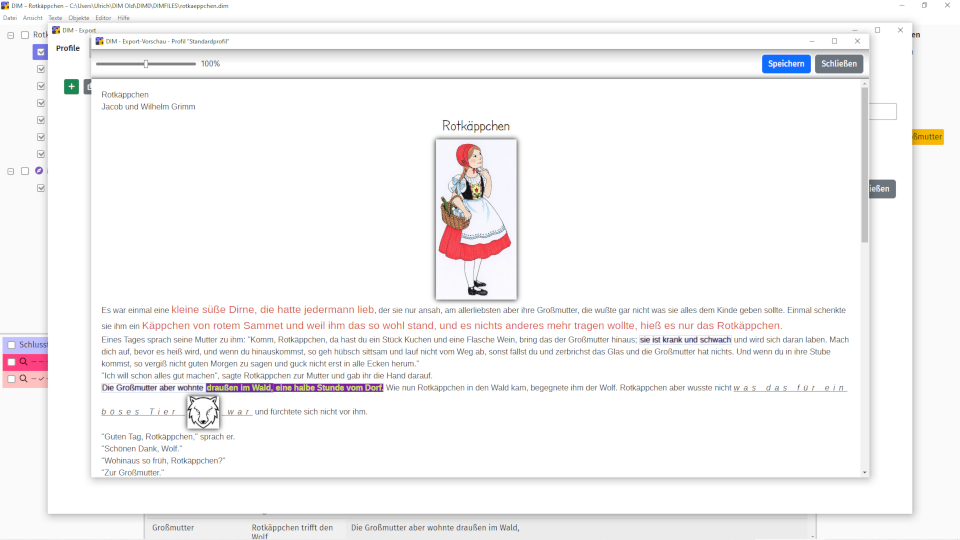 DIM - Rotkäppchen – C:\Users\Ulrich\DIM Old\DIMD\DIMFILES\rotkaeppchen.dim
Datei Ansicht Texte Objekte Editor Hilfe
DIM - Export
Profile
DIM - Export-Vorschau - Profil "Standardprofil"
100%
Speichern
Schließen
Rotkäppchen
Jacob und Wilhelm Grimm
Rotkäppchen
Es war einmal eine kleine süße Dirne, die hatte jedermann lieb, der sie nur ansah, am allerliebsten aber ihre Großmutter, die wußte gar nicht was sie alles dem Kinde geben sollte. Einmal schenkte
sie ihm ein Käppchen von rotem Sammet und weil ihm das so wohl stand, und es nichts anderes mehr tragen wollte, hieß es nur das Rotkäppchen.
Eines Tages sprach seine Mutter zu ihm: "Komm, Rotkäppchen, da hast du ein Stück Kuchen und eine Flasche Wein, bring das der Großmutter hinaus; sie ist krank und schwach und wird sich daran laben. Mach
dich auf, bevor es heiß wird, und wenn du hinauskommst, so geh hübsch sittsam und lauf nicht vom Weg ab, sonst fällst du und zerbrichst das Glas und die Großmutter hat nichts. Und wenn du in ihre Stube
kommst, so vergiß nicht guten Morgen zu sagen und guck nicht erst in alle Ecken herum."
"Ich will schon alles gut machen", sagte Rotkäppchen zur Mutter und gab ihr die Hand darauf.
Die Großmutter aber wohnte draußen im Wald, eine halbe Stunde vom Dorf. Wie nun Rotkäppchen in den Wald kam, begegnete ihm der Wolf. Rotkäppchen aber wusste nicht was das für ein
böses Tier war und fürchtete sich nicht vor ihm.
"Guten Tag, Rotkäppchen," sprach er.
"Schönen Dank, Wolf."
"Wohinaus so früh, Rotkäppchen?"
"Zur Großmutter."
Großmutter
Rotkäppchen trifft den
Wolf
Die Großmutter aber wohnte draußen im Wald,